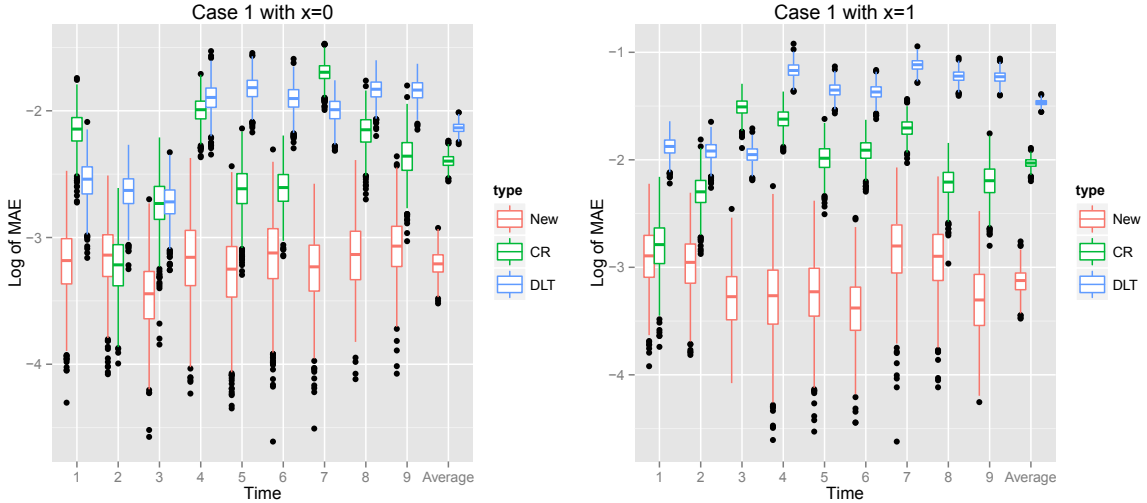 Case 1 with x=0
Log of MAE
−2
−3
−4
1 2 3 4 5 6 7 8 9 Average
Time
type
New
CR
DLT
Case 1 with x=1
Log of MAE
−1
−2
−3
−4
1 2 3 4 5 6 7 8 9 Average
Time
type
New
CR
DLT